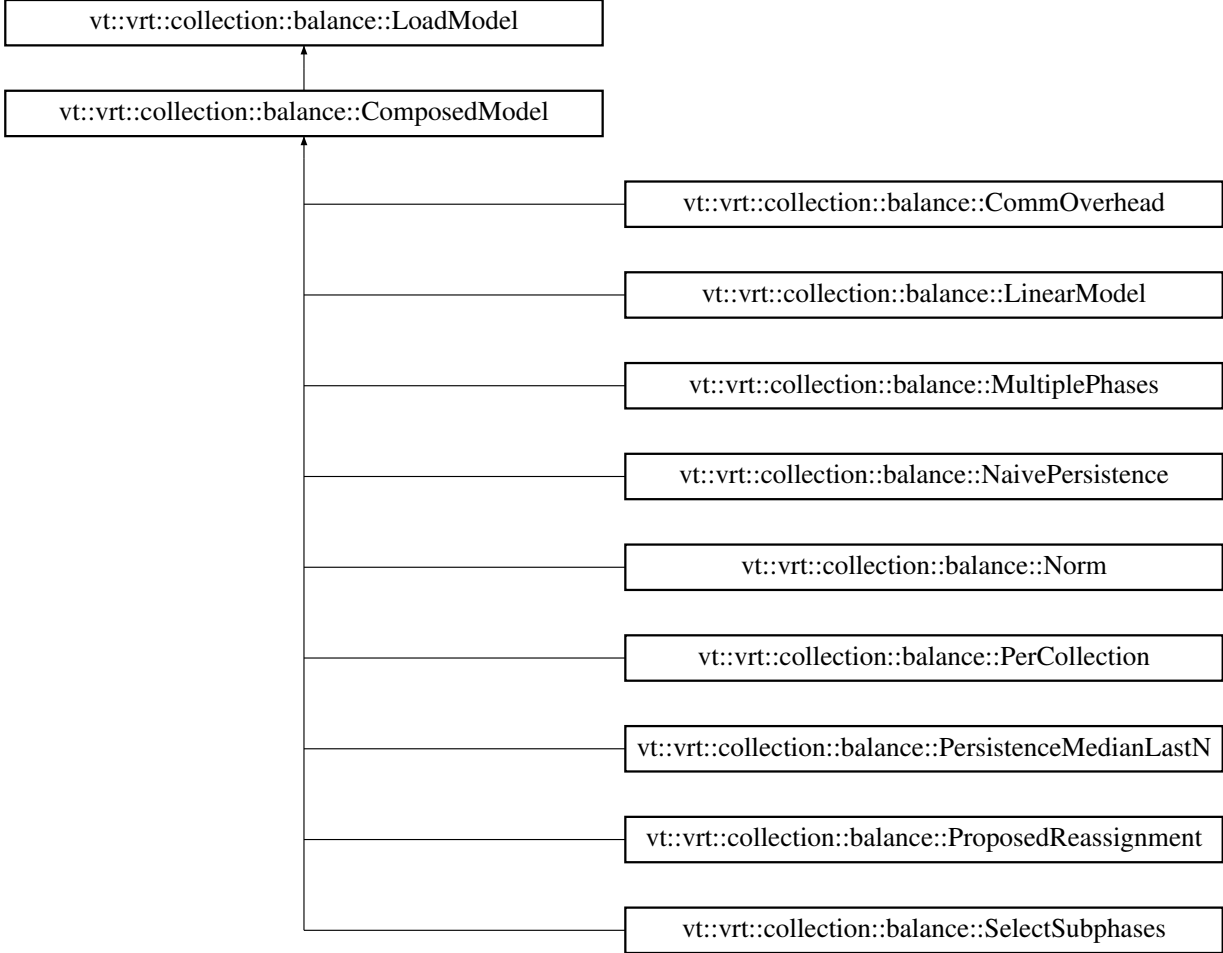 vt::vrt::collection::balance::LoadModel
vt::vrt::collection::balance::ComposedModel
vt::vrt::collection::balance::CommOverhead
vt::vrt::collection::balance::LinearModel
vt::vrt::collection::balance::MultiplePhases
vt::vrt::collection::balance::NaivePersistence
vt::vrt::collection::balance::Norm
vt::vrt::collection::balance::PerCollection
vt::vrt::collection::balance::PersistenceMedianLastN
vt::vrt::collection::balance::ProposedReassignment
vt::vrt::collection::balance::SelectSubphases